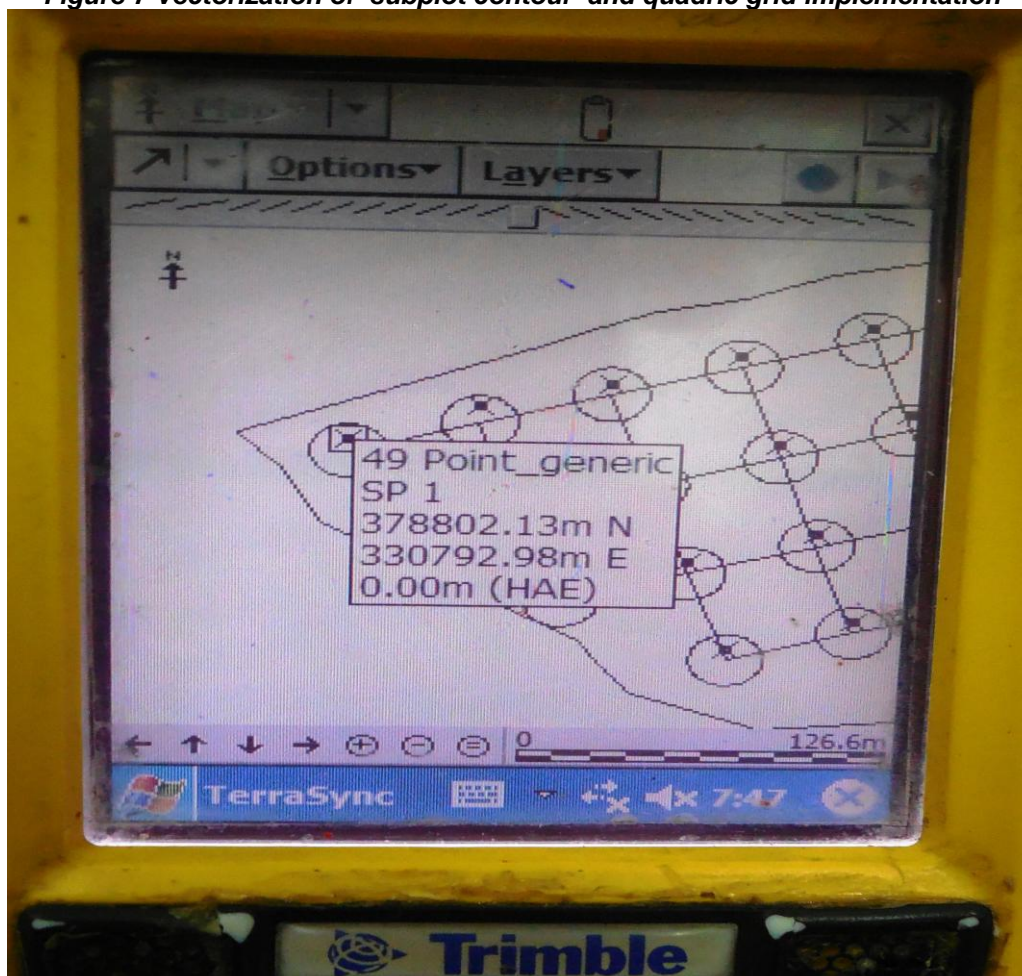 Figure 7 Vectorization of "subplot contour" and quadric grid implementation
Map
Options Layers
N
49 Point_generic
SP 1
378802.13m N
330792.98m E
0.00m (HAE)
0 126.6m
TerraSync 7:47
Trimble